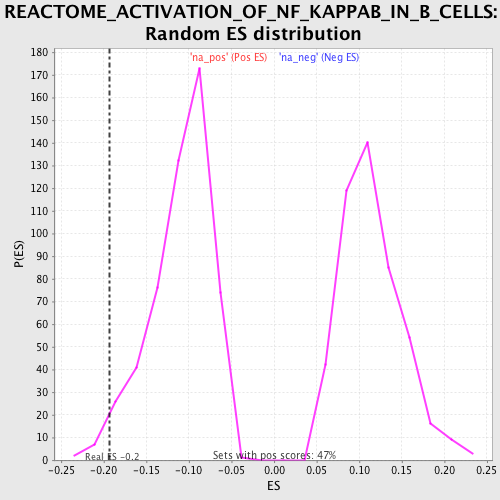 REACTOME_ACTIVATION_OF_NF_KAPPAB_IN_B_CELLS:
Random ES distribution
'na_pos' (Pos ES) 'na_neg' (Neg ES)
180
170
160
150
140
130
120
110
100
90
80
70
60
50
40
30
20
10
0
P(ES)
Real ES -0.2
Sets with pos scores: 47%
-0.25 -0.20 -0.15 -0.10 -0.05 0.00 0.05 0.10 0.15 0.20 0.25
ES